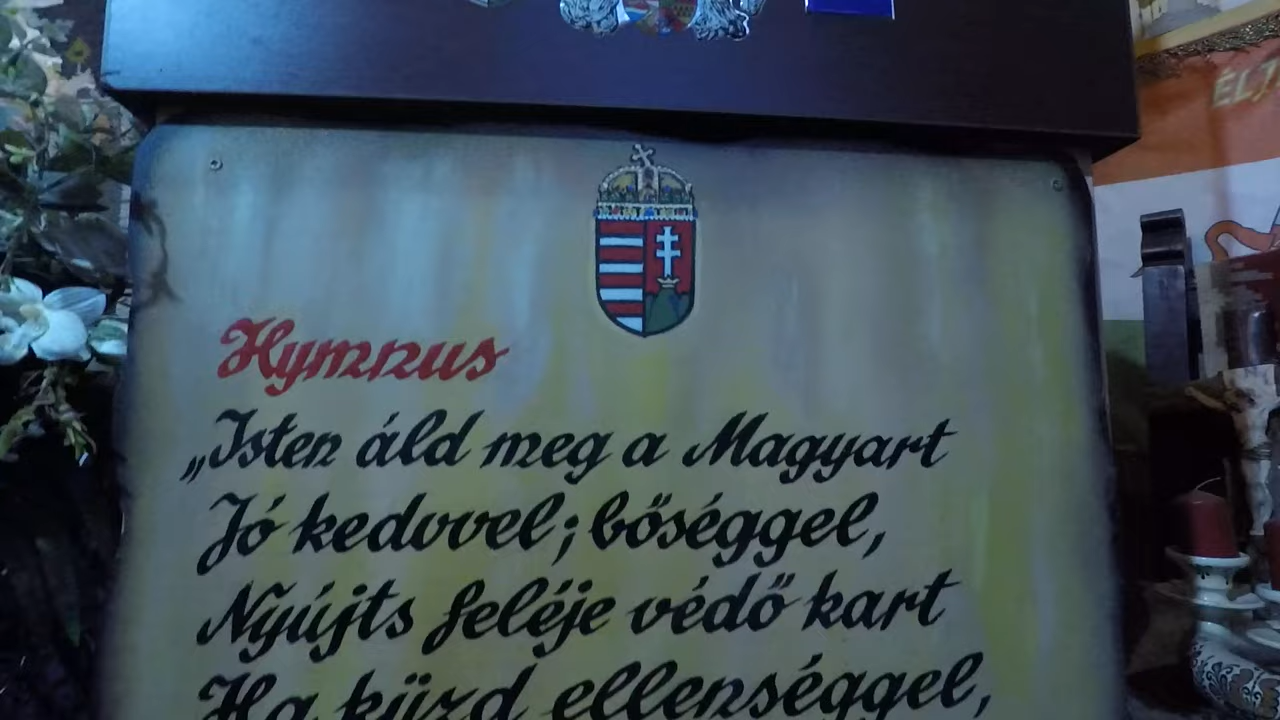 Hymnus
„Isten áld meg a Magyart
Jó kedvvel; bőséggel,
Nyújts feléje védő kart
Ha küzd ellenséggel,